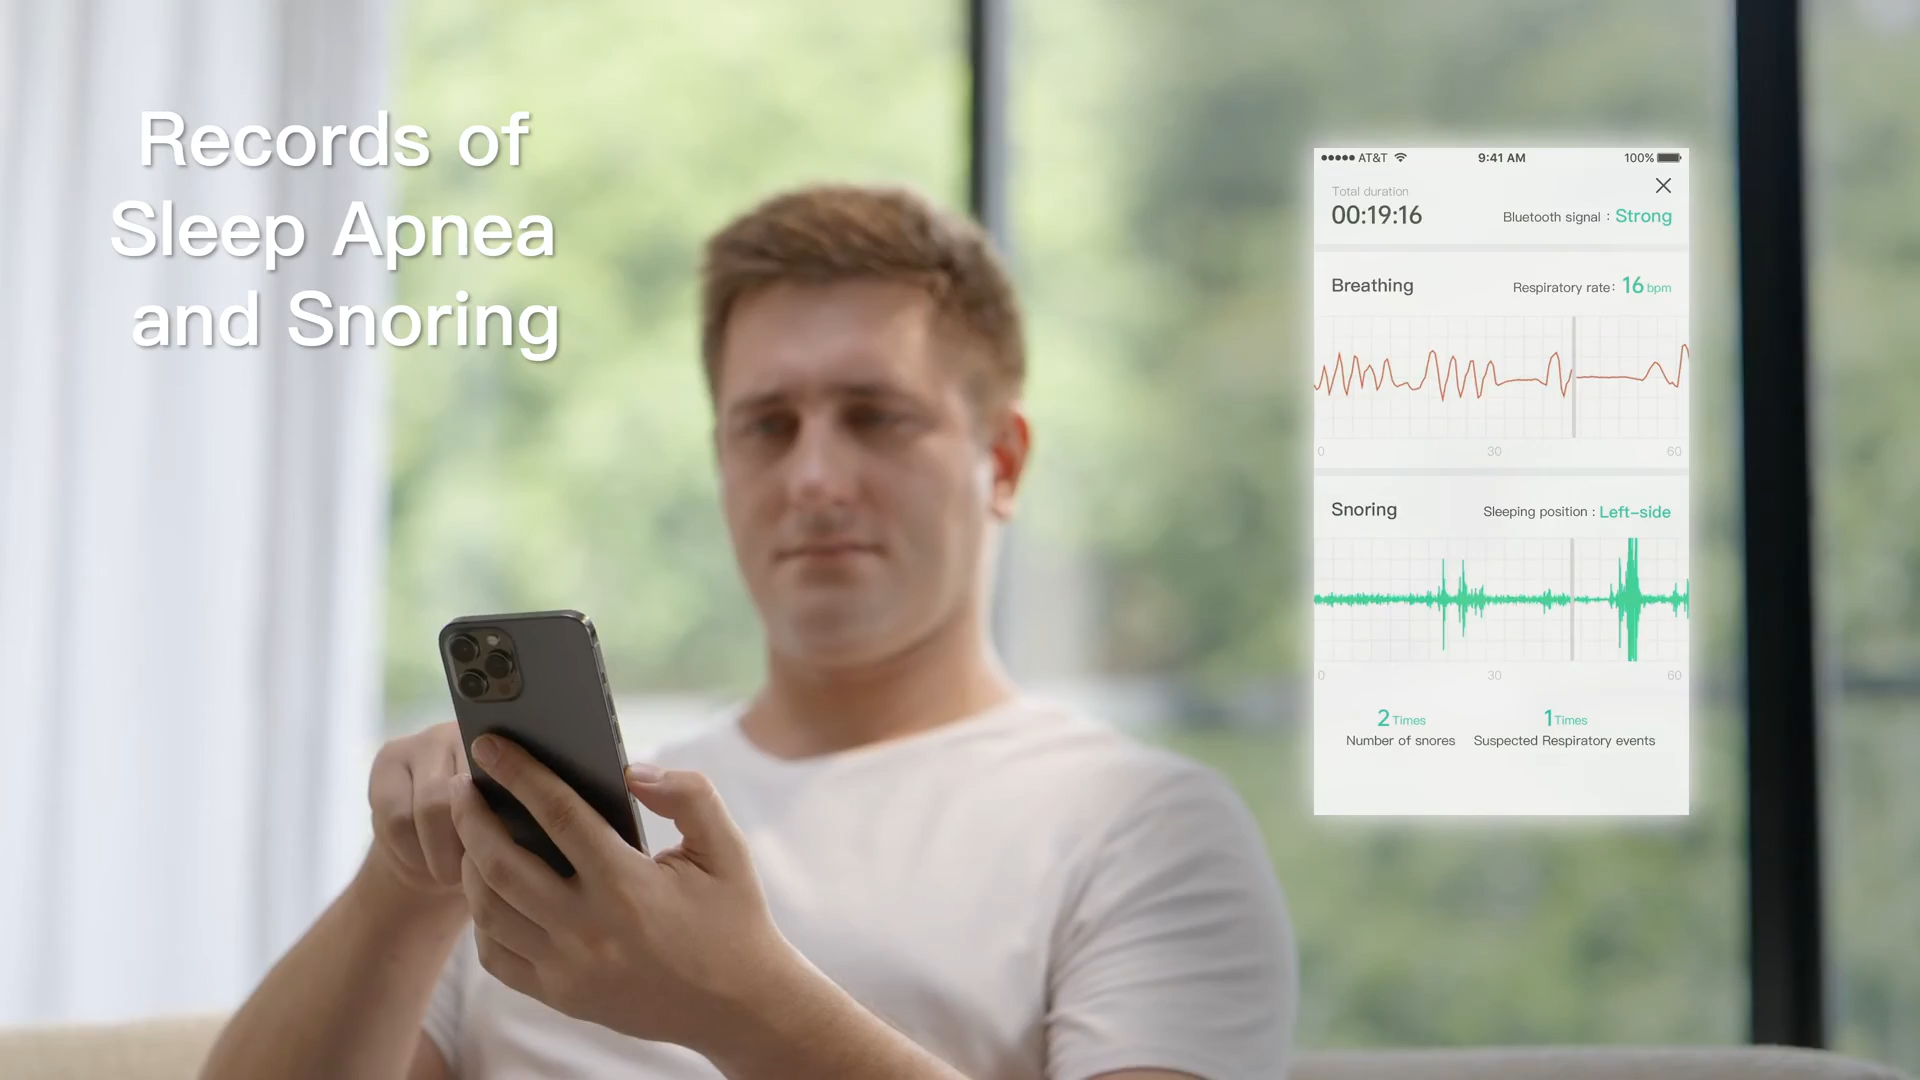 Records of
Sleep Apnea
and Snoring
AT&T 9:41 AM 100%
Total duration
00:19:16
Bluetooth signal : Strong
Breathing
Respiratory rate: 16 bpm
0 30 60
Snoring
Sleeping position : Left-side
0 30 60
2 Times
Number of snores
1 Times
Suspected Respiratory events